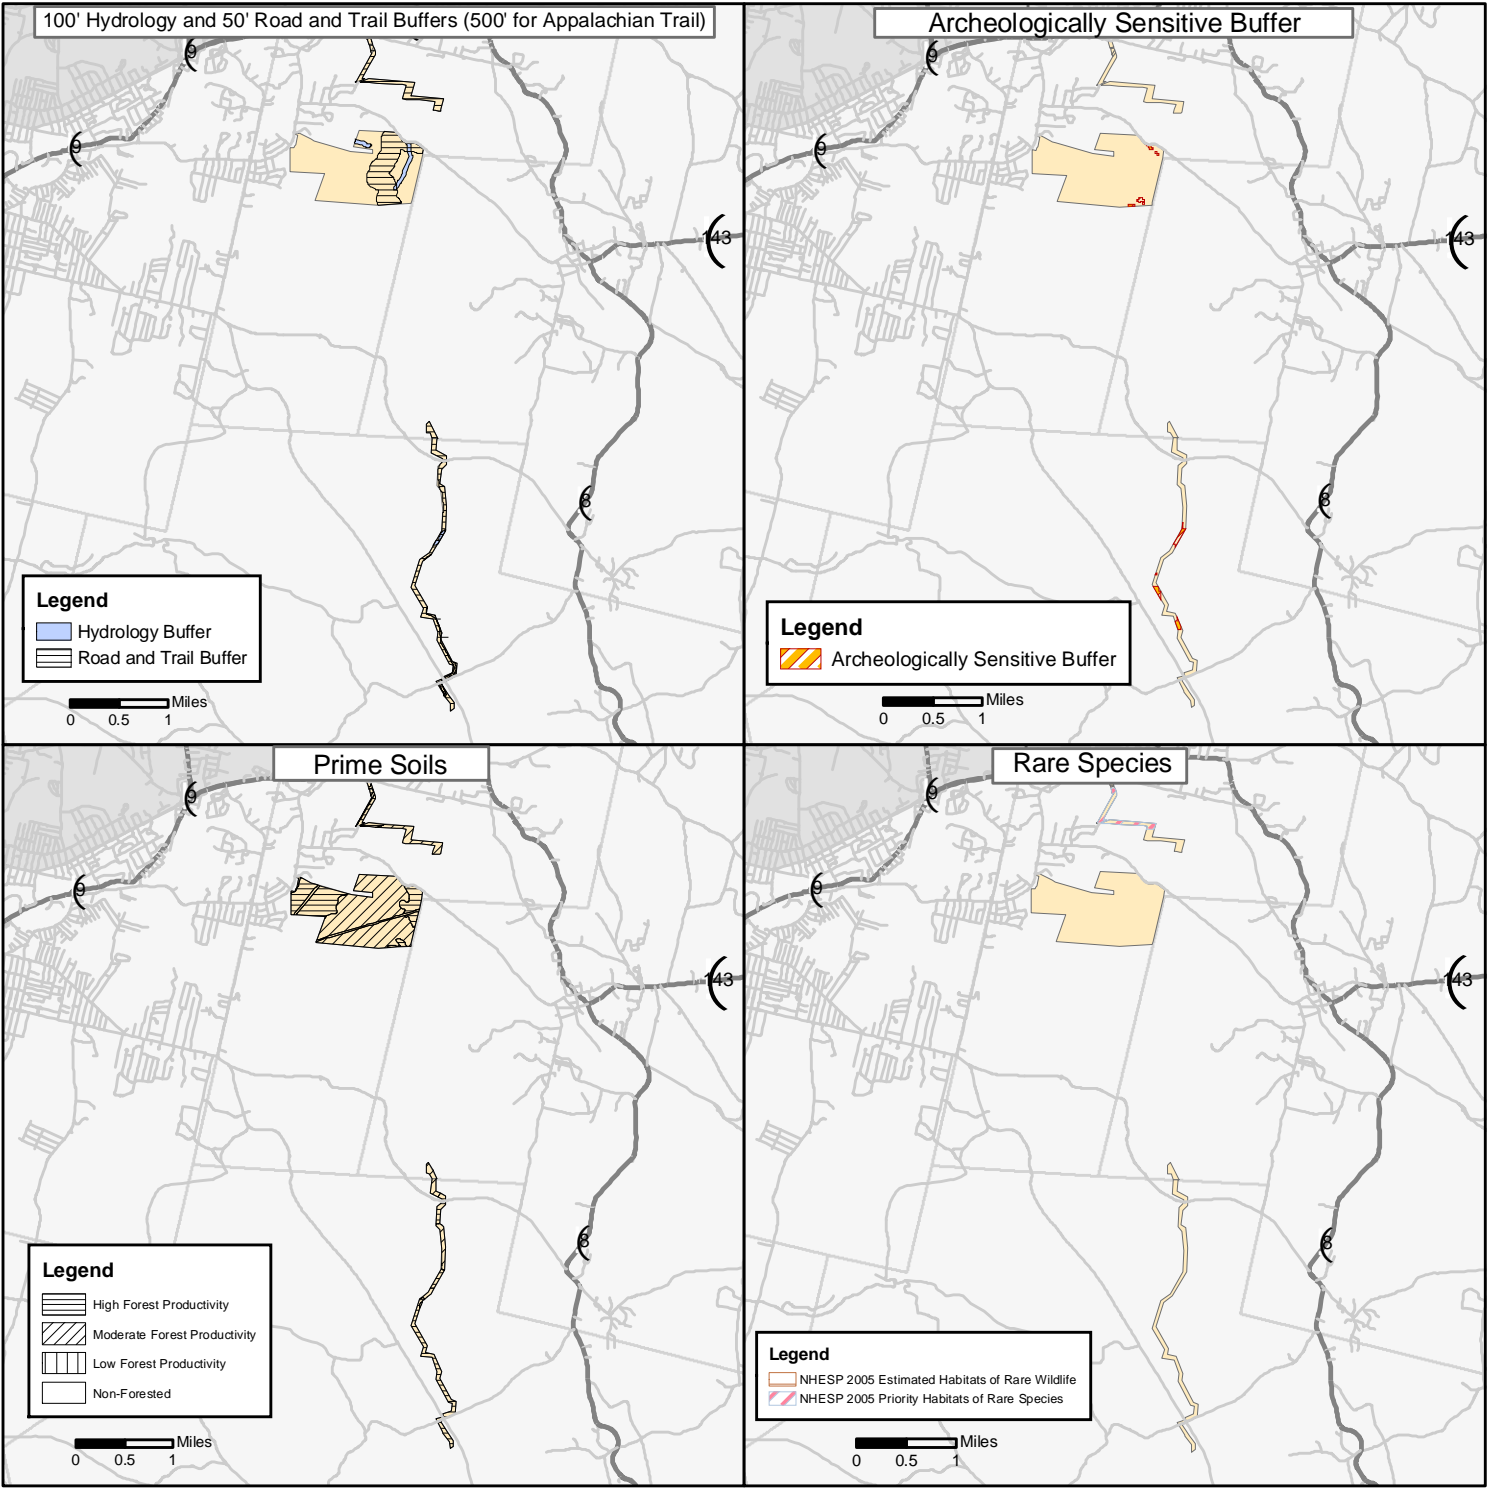 100' Hydrology and 50' Road and Trail Buffers (500' for Appalachian Trail)
9
9
143
8
Legend
Hydrology Buffer
Road and Trail Buffer
Miles
0 0.5 1
Archeologically Sensitive Buffer
9
9
143
8
Legend
Archeologically Sensitive Buffer
Miles
0 0.5 1
Prime Soils
9
9
143
8
Legend
High Forest Productivity
Moderate Forest Productivity
Low Forest Productivity
Non-Forested
Miles
0 0.5 1
Rare Species
9
9
143
8
Legend
NHESP 2005 Estimated Habitats of Rare Wildlife
NHESP 2005 Priority Habitats of Rare Species
Miles
0 0.5 1